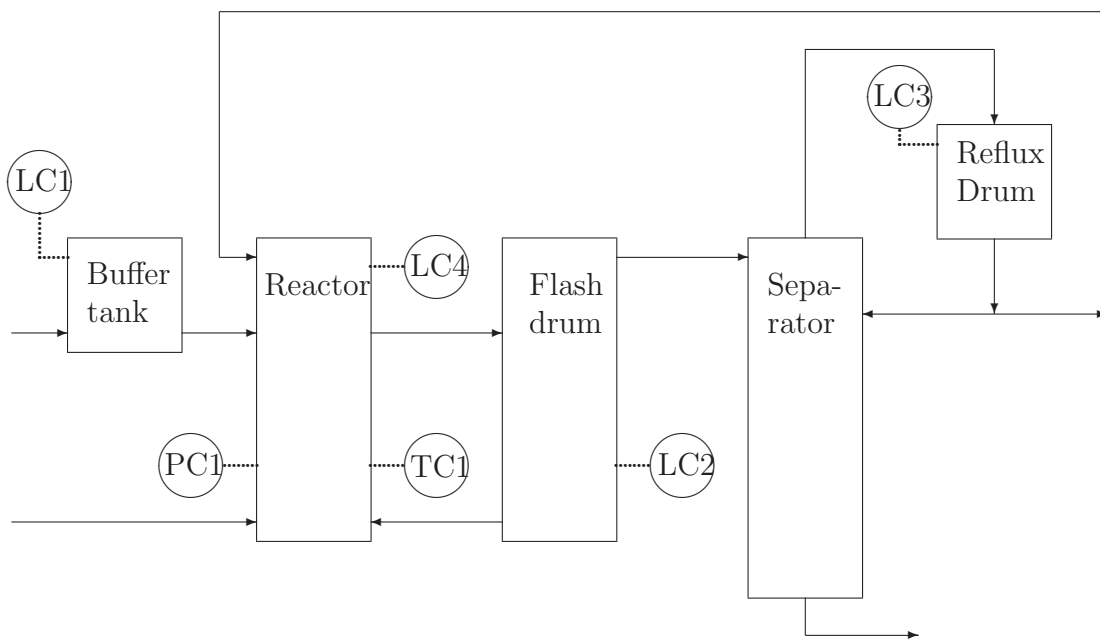 LC3
Reflux
Drum
LC1
Buffer
tank
Reactor
LC4
Flash
drum
Sepa-
rator
PC1
TC1
LC2